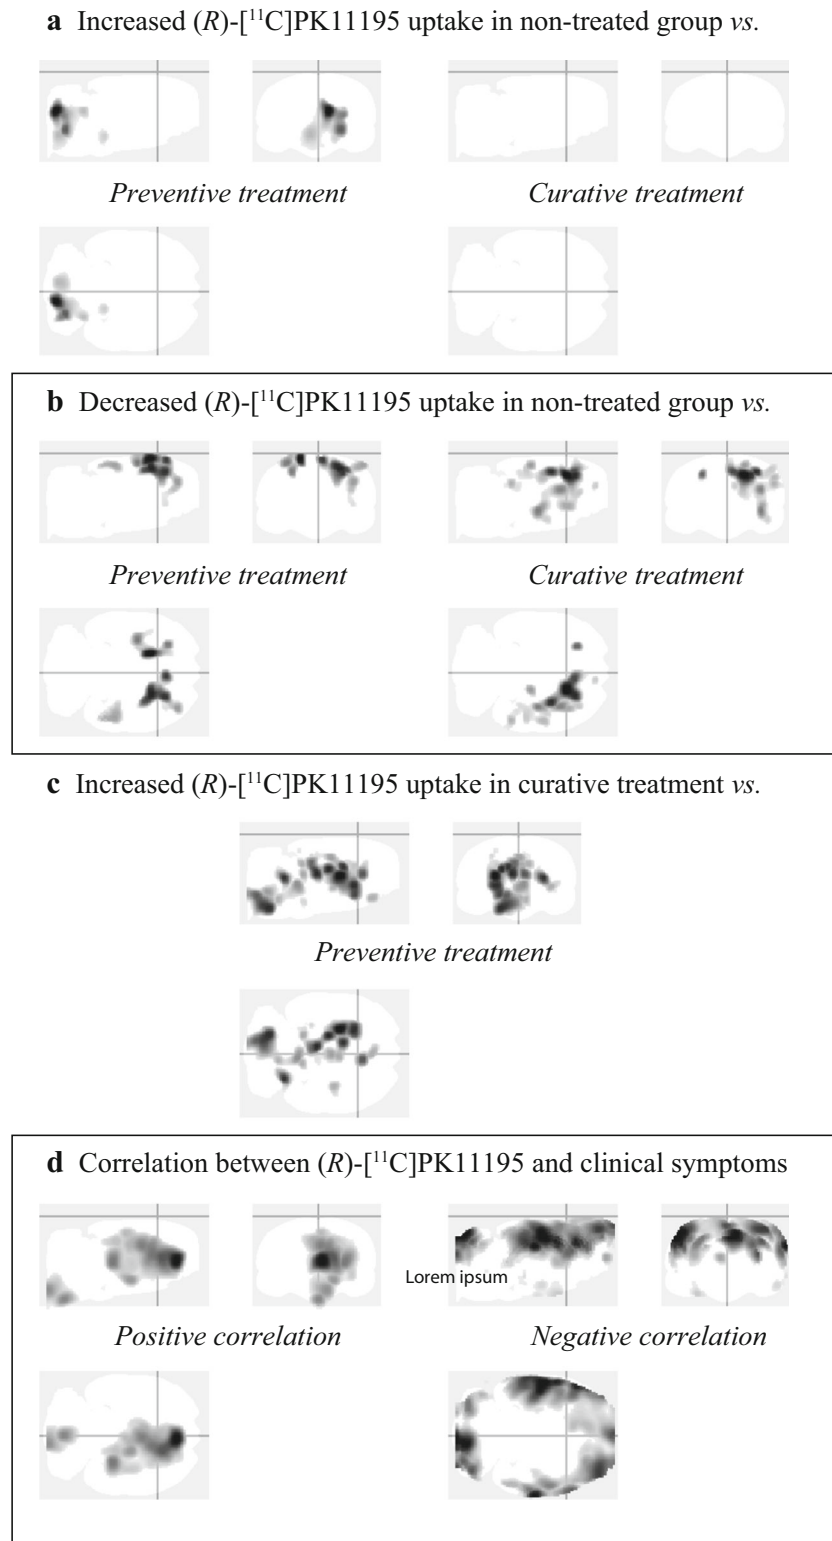 a Increased (R)-[¹¹C]PK11195 uptake in non-treated group vs.
Preventive treatment
Curative treatment
b Decreased (R)-[¹¹C]PK11195 uptake in non-treated group vs.
Preventive treatment
Curative treatment
c Increased (R)-[¹¹C]PK11195 uptake in curative treatment vs.
Preventive treatment
d Correlation between (R)-[¹¹C]PK11195 and clinical symptoms
Lorem ipsum
Positive correlation
Negative correlation